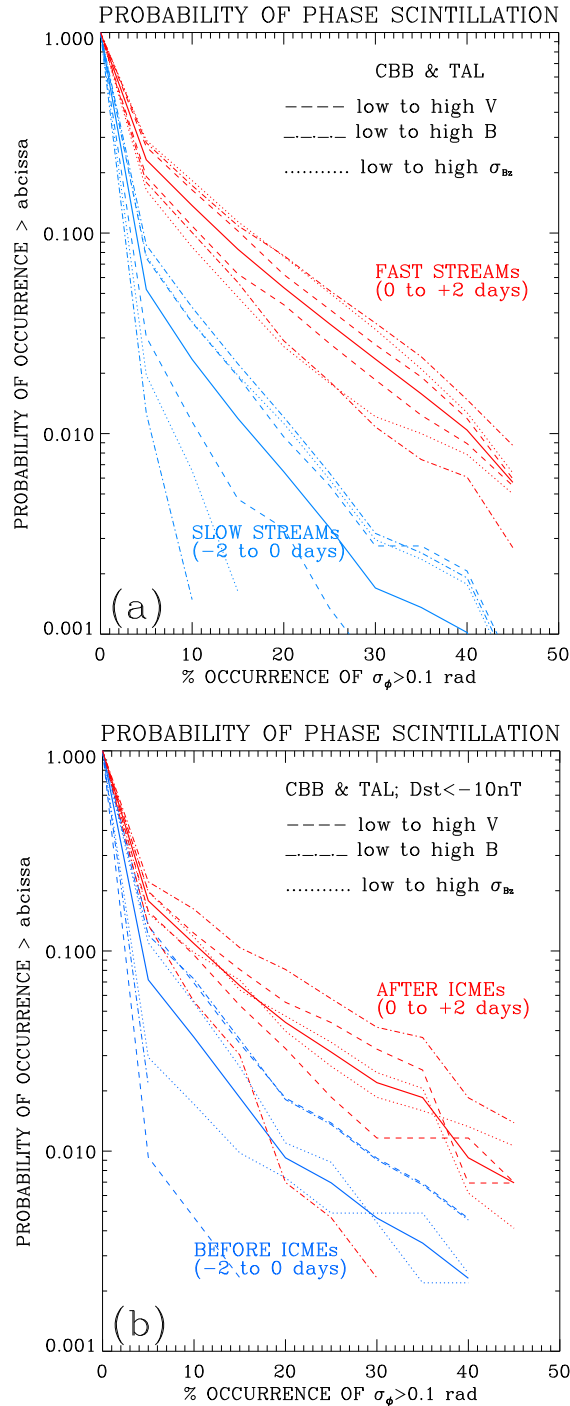 PROBABILITY OF PHASE SCINTILLATION
1.000
CBB & TAL
low to high V
low to high B
low to high σBz
0.100
FAST STREAMs
(0 to +2 days)
PROBABILITY OF OCCURRENCE > abcissa
0.010
SLOW STREAMs
(−2 to 0 days)
(a)
0.001
0 10 20 30 40 50
% OCCURRENCE OF σϕ>0.1 rad
PROBABILITY OF PHASE SCINTILLATION
1.000
CBB & TAL; Dst<−10nT
low to high V
low to high B
low to high σBz
0.100
AFTER ICMEs
(0 to +2 days)
PROBABILITY OF OCCURRENCE > abcissa
0.010
BEFORE ICMEs
(−2 to 0 days)
(b)
0.001
0 10 20 30 40 50
% OCCURRENCE OF σϕ>0.1 rad